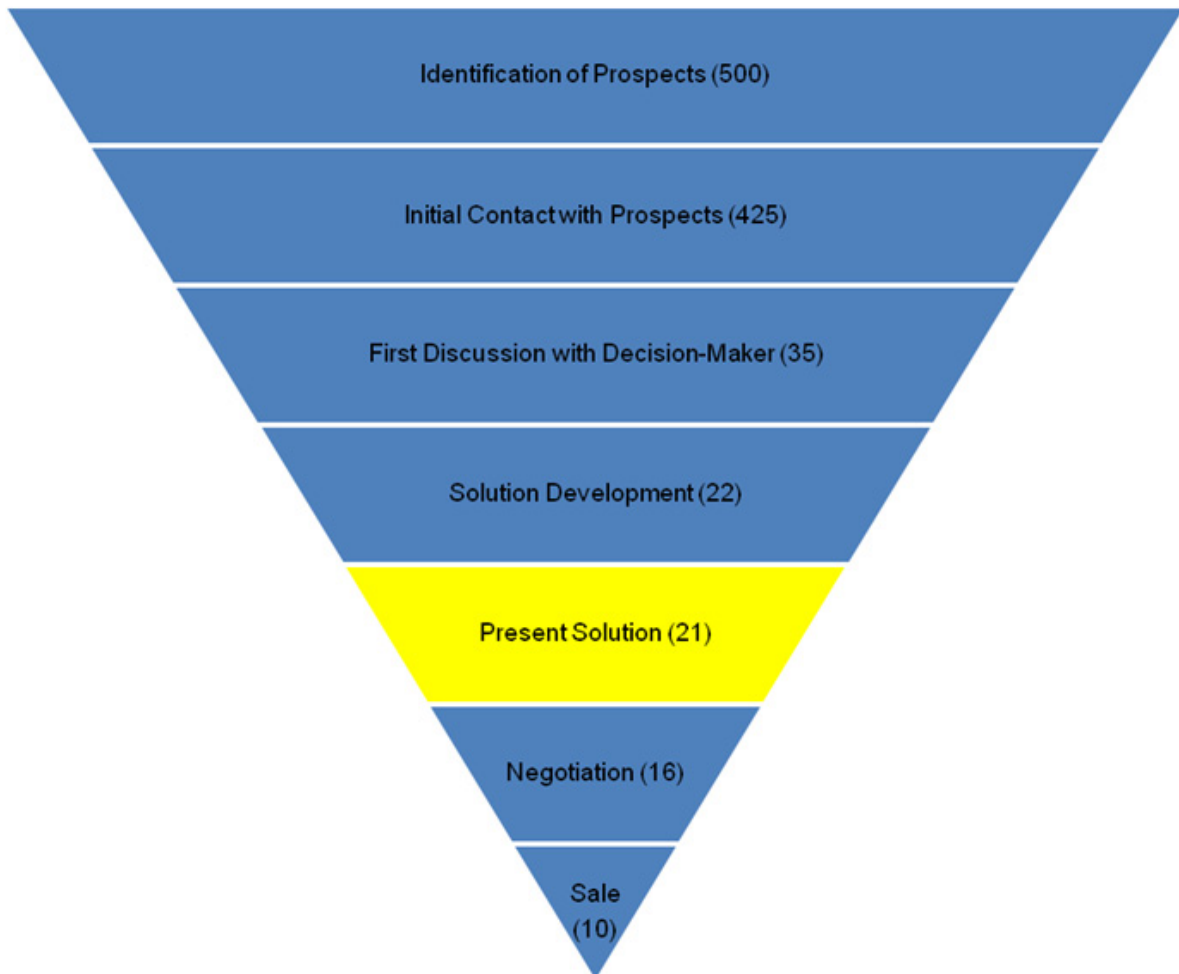 Identification of Prospects (500)
Initial Contact with Prospects (425)
First Discussion with Decision-Maker (35)
Solution Development (22)
Present Solution (21)
Negotiation (16)
Sale
(10)